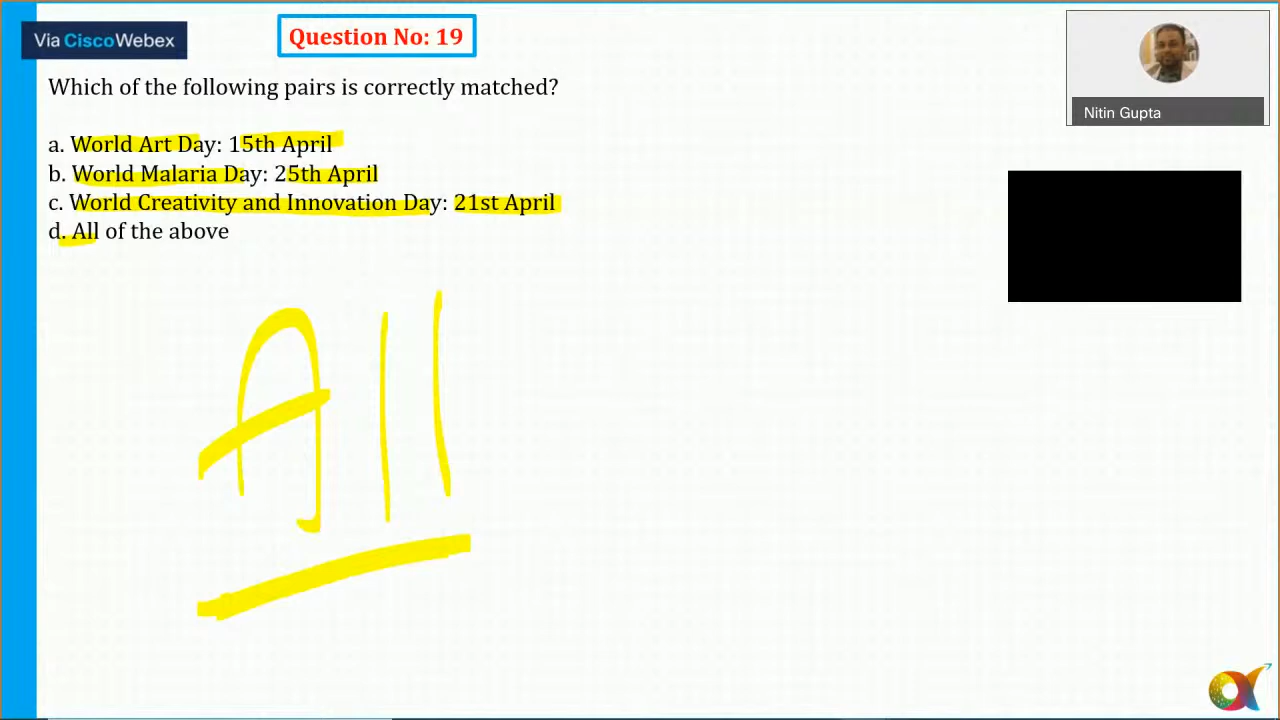 Via CiscoWebex
Question No: 19
Nitin Gupta
Which of the following pairs is correctly matched?
a. World Art Day: 15th April
b. World Malaria Day: 25th April
c. World Creativity and Innovation Day: 21st April
d. All of the above
All